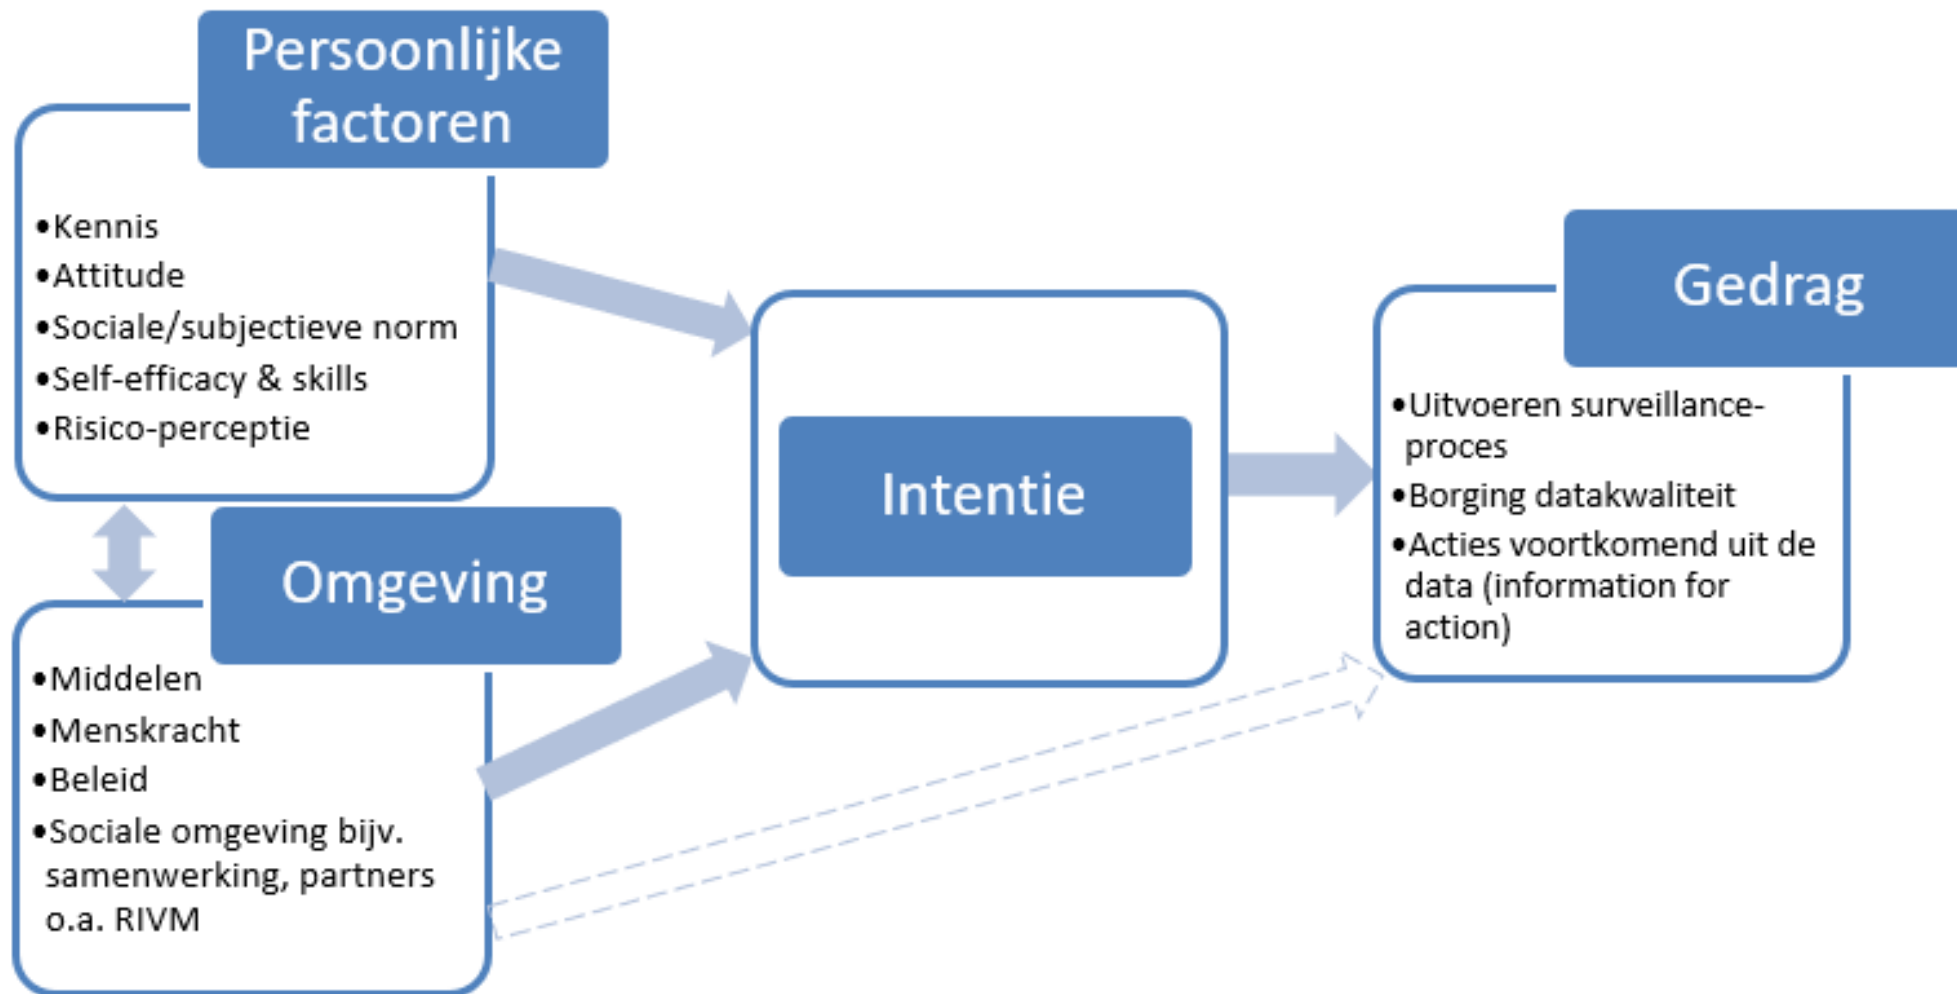 Persoonlijke
factoren
•Kennis
•Attitude
•Sociale/subjectieve norm
•Self-efficacy & skills
•Risico-perceptie
Omgeving
•Middelen
•Menskracht
•Beleid
•Sociale omgeving bijv.
samenwerking, partners
o.a. RIVM
Intentie
Gedrag
•Uitvoeren surveillance-
proces
•Borging datakwaliteit
•Acties voortkomend uit de
data (information for
action)